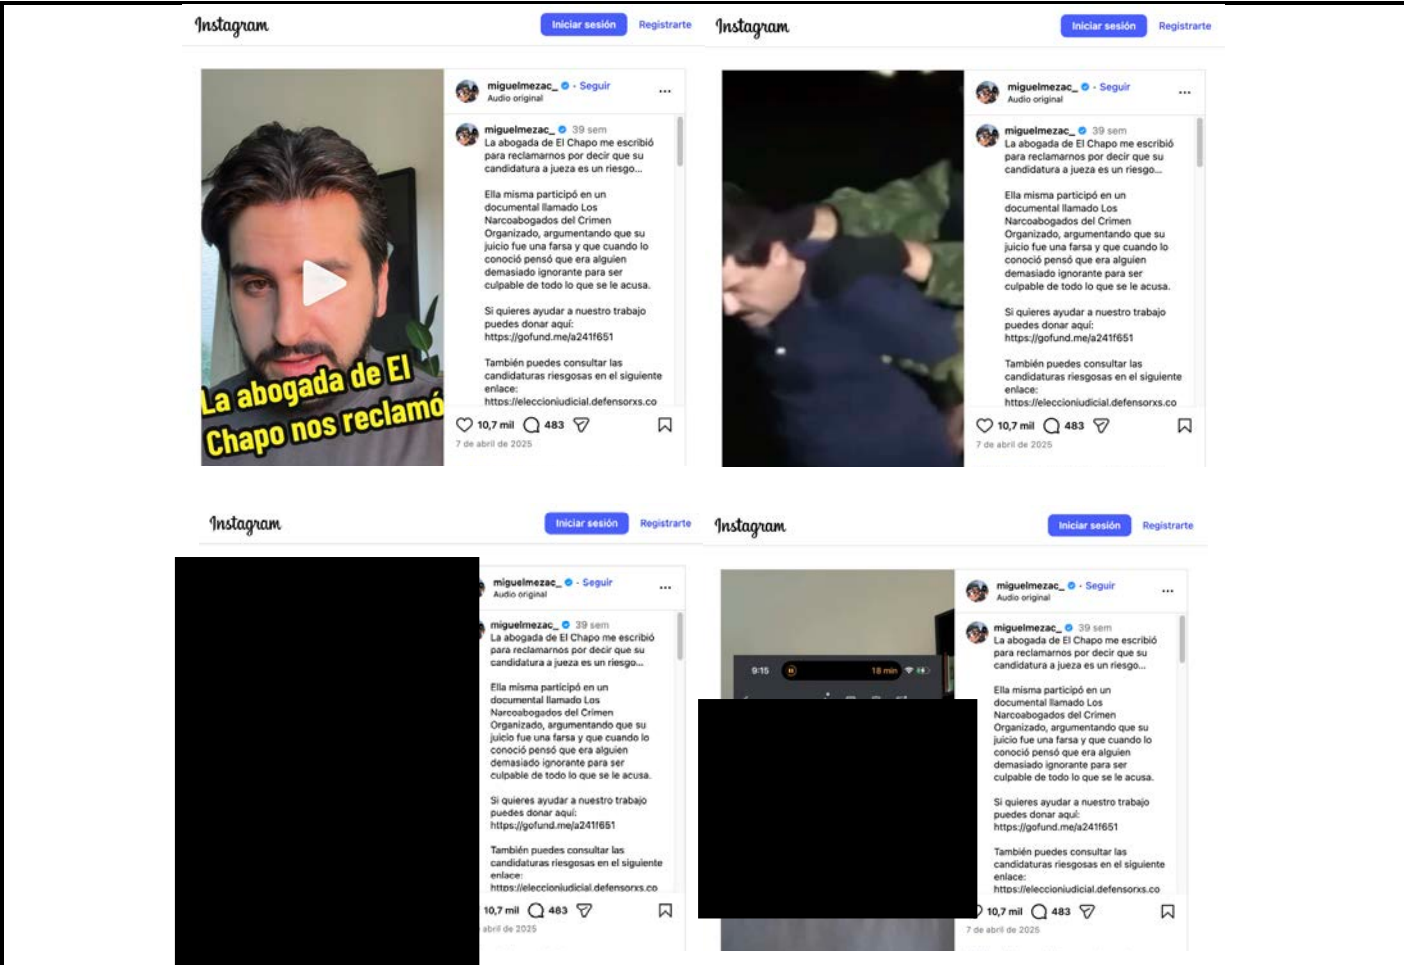 Instagram
Iniciar sesión
Registrarte
miguelmezac_ · Seguir
Audio original
miguelmezac_ 39 sem
La abogada de El Chapo me escribió
para reclamarnos por decir que su
candidatura a jueza es un riesgo...
Ella misma participó en un
documental llamado Los
Narcoabogados del Crimen
Organizado, argumentando que su
juicio fue una farsa y que cuando lo
conoció pensó que era alguien
demasiado ignorante para ser
culpable de todo lo que se le acusa.
Si quieres ayudar a nuestro trabajo
puedes donar aquí:
https://gofund.me/a241f651
También puedes consultar las
candidaturas riesgosas en el siguiente
enlace:
https://eleccionjudicial.defensorxs.co
La abogada de El
Chapo nos reclamó
10,7 mil 483
7 de abril de 2025
Instagram
Iniciar sesión
Registrarte
miguelmezac_ · Seguir
Audio original
miguelmezac_ 39 sem
La abogada de El Chapo me escribió
para reclamarnos por decir que su
candidatura a jueza es un riesgo...
Ella misma participó en un
documental llamado Los
Narcoabogados del Crimen
Organizado, argumentando que su
juicio fue una farsa y que cuando lo
conoció pensó que era alguien
demasiado ignorante para ser
culpable de todo lo que se le acusa.
Si quieres ayudar a nuestro trabajo
puedes donar aquí:
https://gofund.me/a241f651
También puedes consultar las
candidaturas riesgosas en el siguiente
enlace:
https://eleccionjudicial.defensorxs.co
10,7 mil 483
7 de abril de 2025
Instagram
Iniciar sesión
Registrarte
miguelmezac_ · Seguir
Audio original
miguelmezac_ 39 sem
La abogada de El Chapo me escribió
para reclamarnos por decir que su
candidatura a jueza es un riesgo...
Ella misma participó en un
documental llamado Los
Narcoabogados del Crimen
Organizado, argumentando que su
juicio fue una farsa y que cuando lo
conoció pensó que era alguien
demasiado ignorante para ser
culpable de todo lo que se le acusa.
Si quieres ayudar a nuestro trabajo
puedes donar aquí:
https://gofund.me/a241f651
También puedes consultar las
candidaturas riesgosas en el siguiente
enlace:
https://eleccionjudicial.defensorxs.co
10,7 mil 483
abril de 2025
Instagram
Iniciar sesión
Registrarte
miguelmezac_ · Seguir
Audio original
miguelmezac_ 39 sem
La abogada de El Chapo me escribió
para reclamarnos por decir que su
candidatura a jueza es un riesgo...
Ella misma participó en un
documental llamado Los
Narcoabogados del Crimen
Organizado, argumentando que su
juicio fue una farsa y que cuando lo
conoció pensó que era alguien
demasiado ignorante para ser
culpable de todo lo que se le acusa.
Si quieres ayudar a nuestro trabajo
puedes donar aquí:
https://gofund.me/a241f651
También puedes consultar las
candidaturas riesgosas en el siguiente
enlace:
https://eleccionjudicial.defensorxs.co
9:15 18 min
10,7 mil 483
7 de abril de 2025